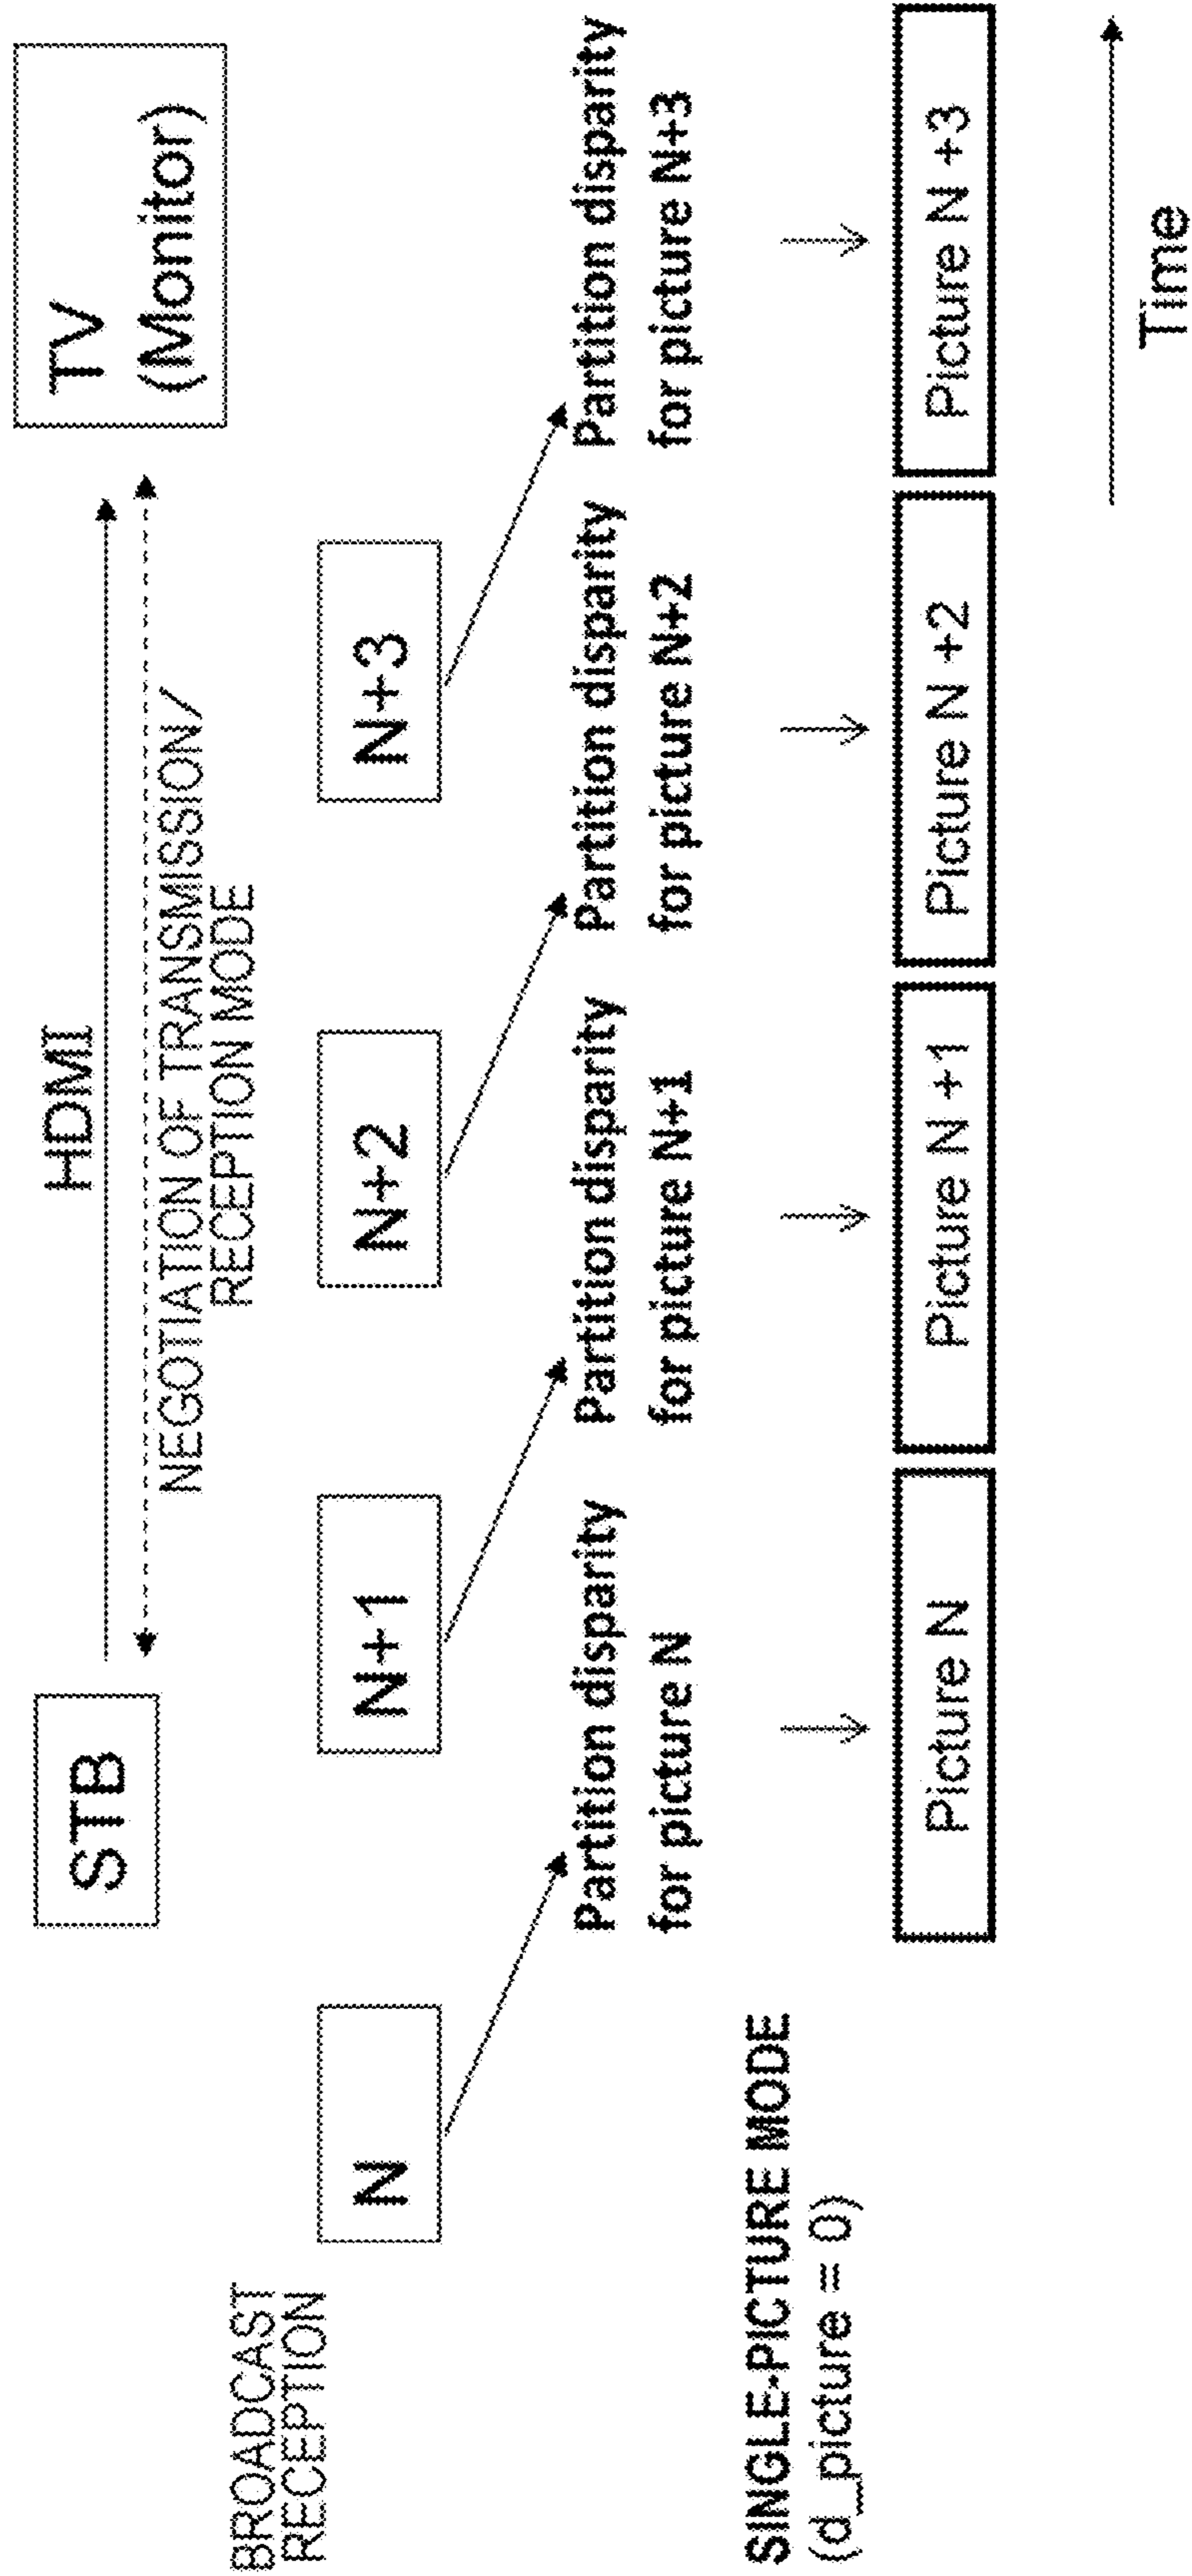 STB
HDMI
NEGOTIATION OF TRANSMISSION/
RECEPTION MODE
TV
(Monitor)
BROADCAST
RECEPTION
N
N+1
N+2
N+3
Partition disparity
for picture N
Partition disparity
for picture N+1
Partition disparity
for picture N+2
Partition disparity
for picture N+3
SINGLE-PICTURE MODE
(d_picture = 0)
Picture N
Picture N +1
Picture N +2
Picture N +3
Time